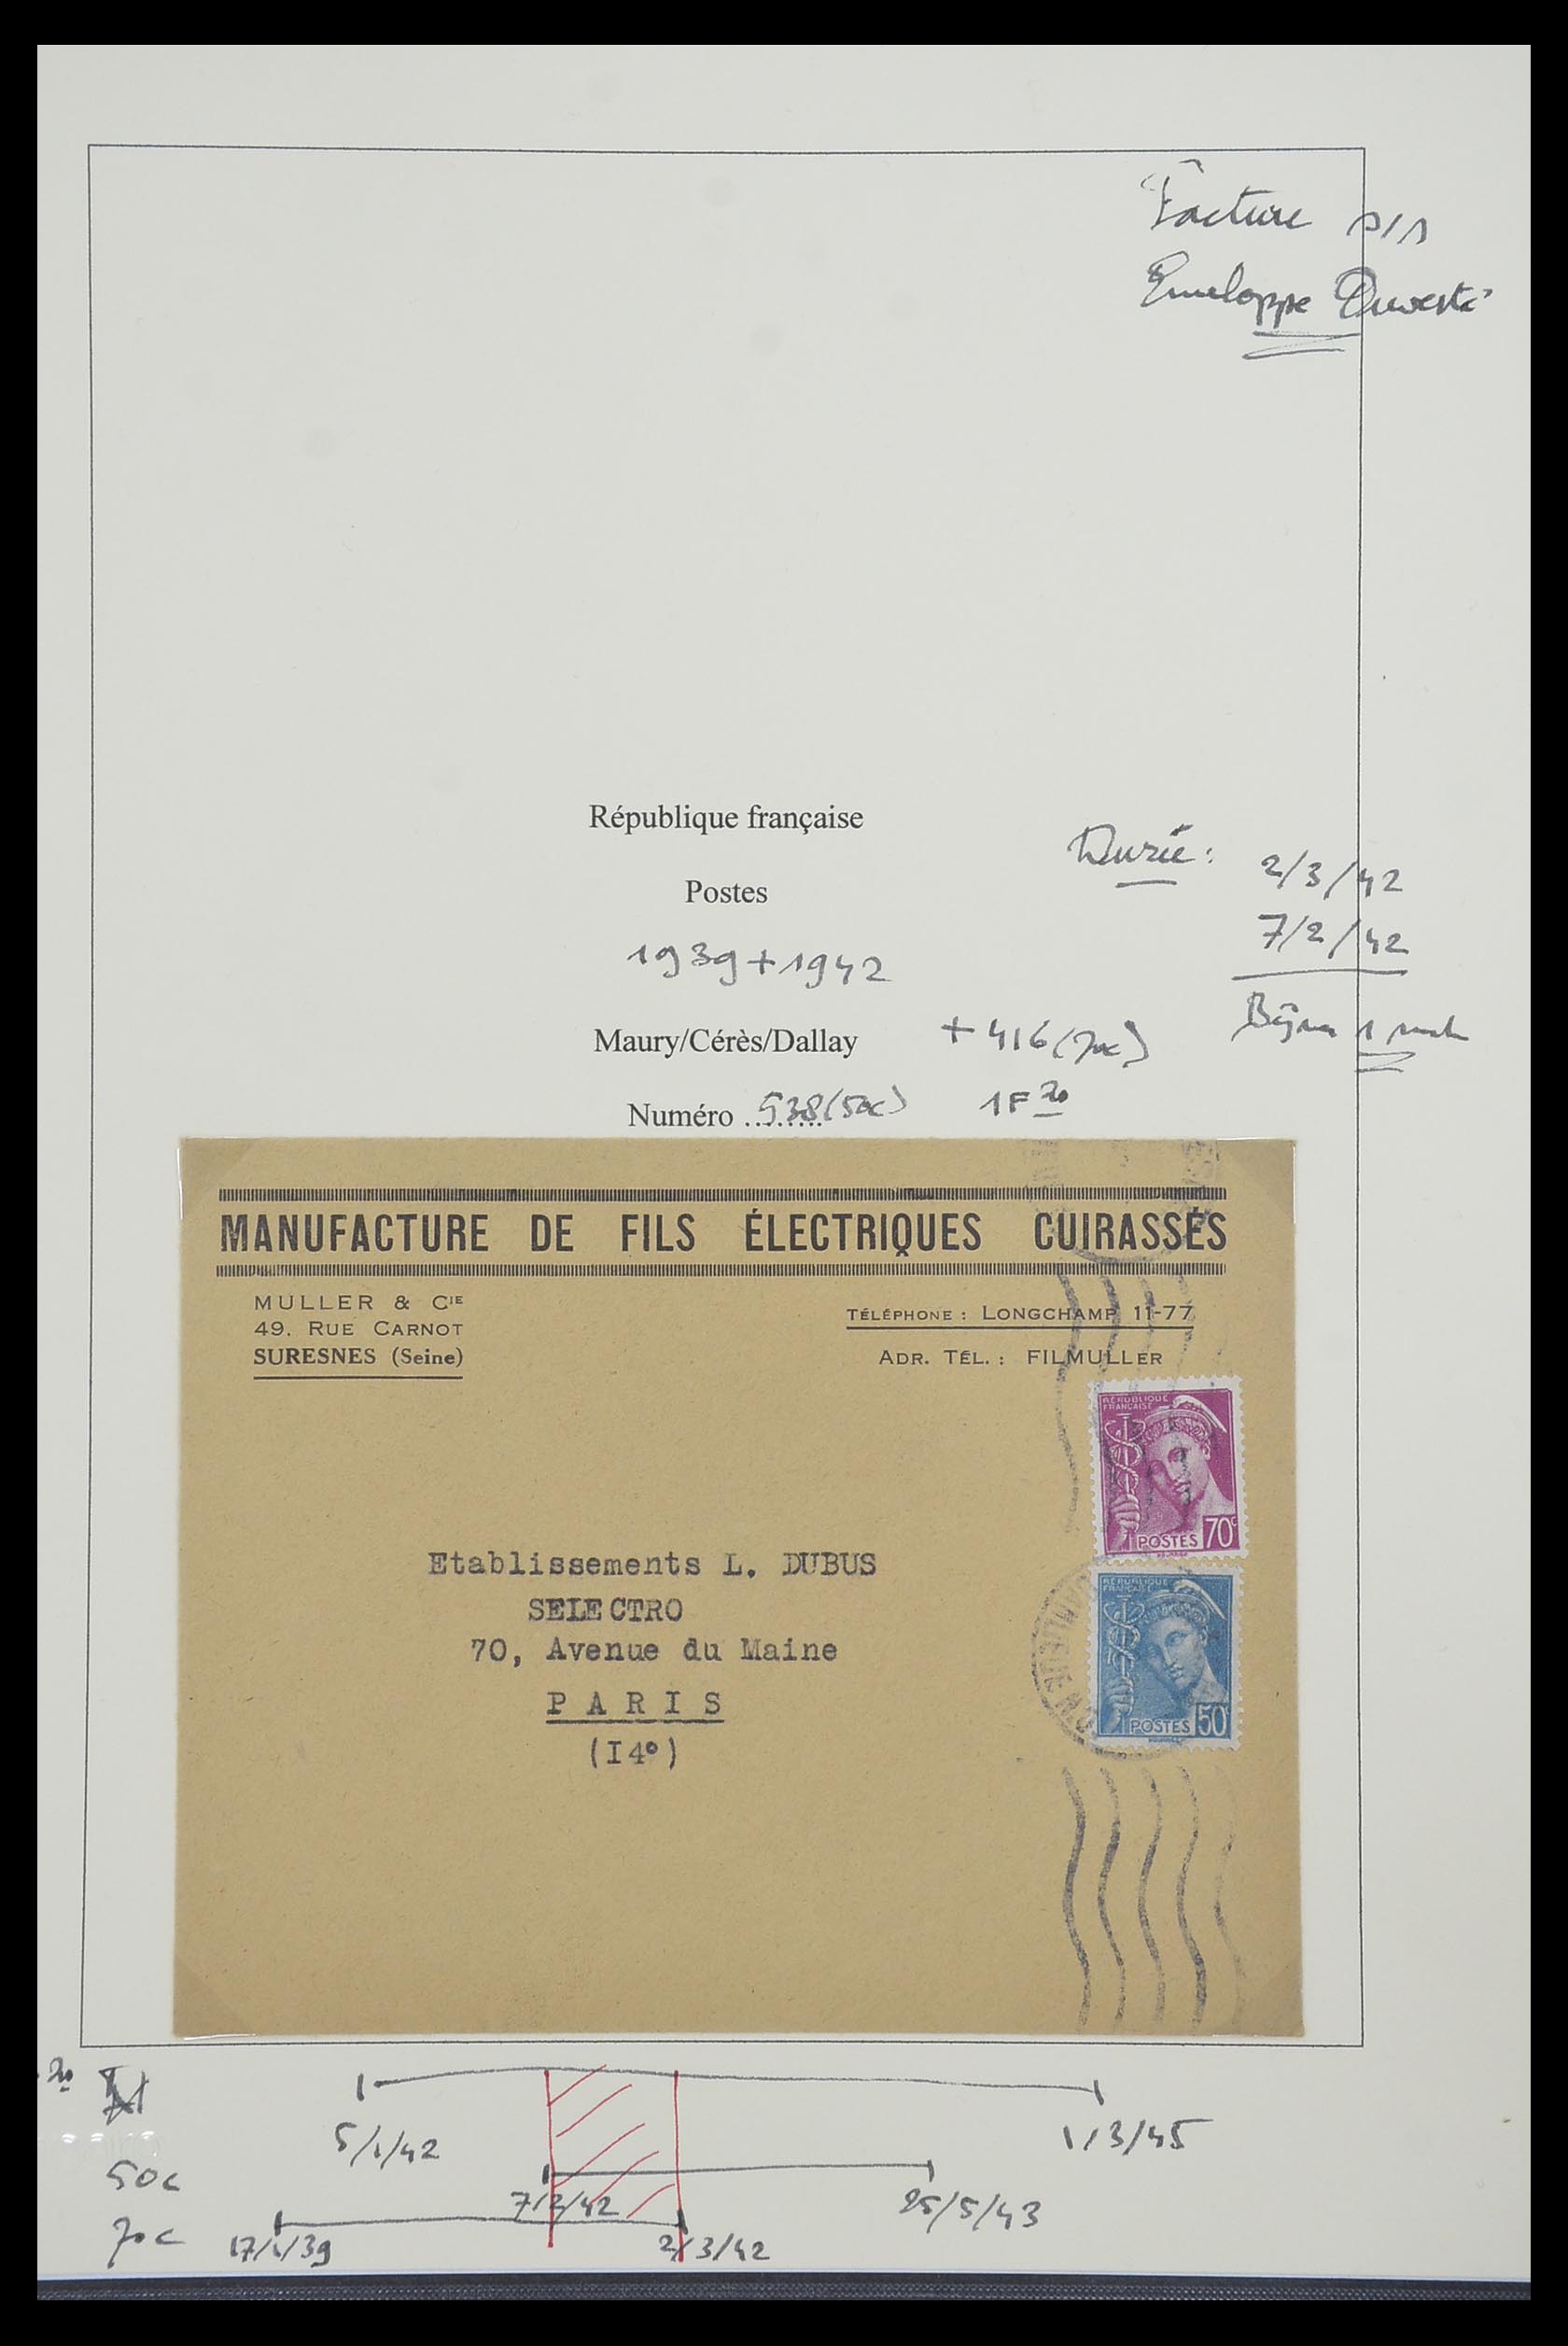 Facture
Enveloppe Ouverte
République française
Durée :
2/3/42
Postes
7/2/42
1939+1942
Maury/Cérès/Dallay
+ 416 (70c)
Numéro ......... 538 (50c)
1F 20
MANUFACTURE DE FILS ÉLECTRIQUES CUIRASSÉS
MULLER & CIE
49, RUE CARNOT
SURESNES (Seine)
TÉLÉPHONE : LONGCHAMP 11-77
ADR. TÉL. : FILMULLER
RÉPUBLIQUE
FRANÇAISE
POSTES 70c
Etablissements L. DUBUS
SELECTRO
70, Avenue du Maine
PARIS
(I4°)
RÉPUBLIQUE
FRANÇAISE
POSTES 50c
5/1/42
1/3/45
50c
7/2/42
25/5/43
70c
17/1/39
2/3/42